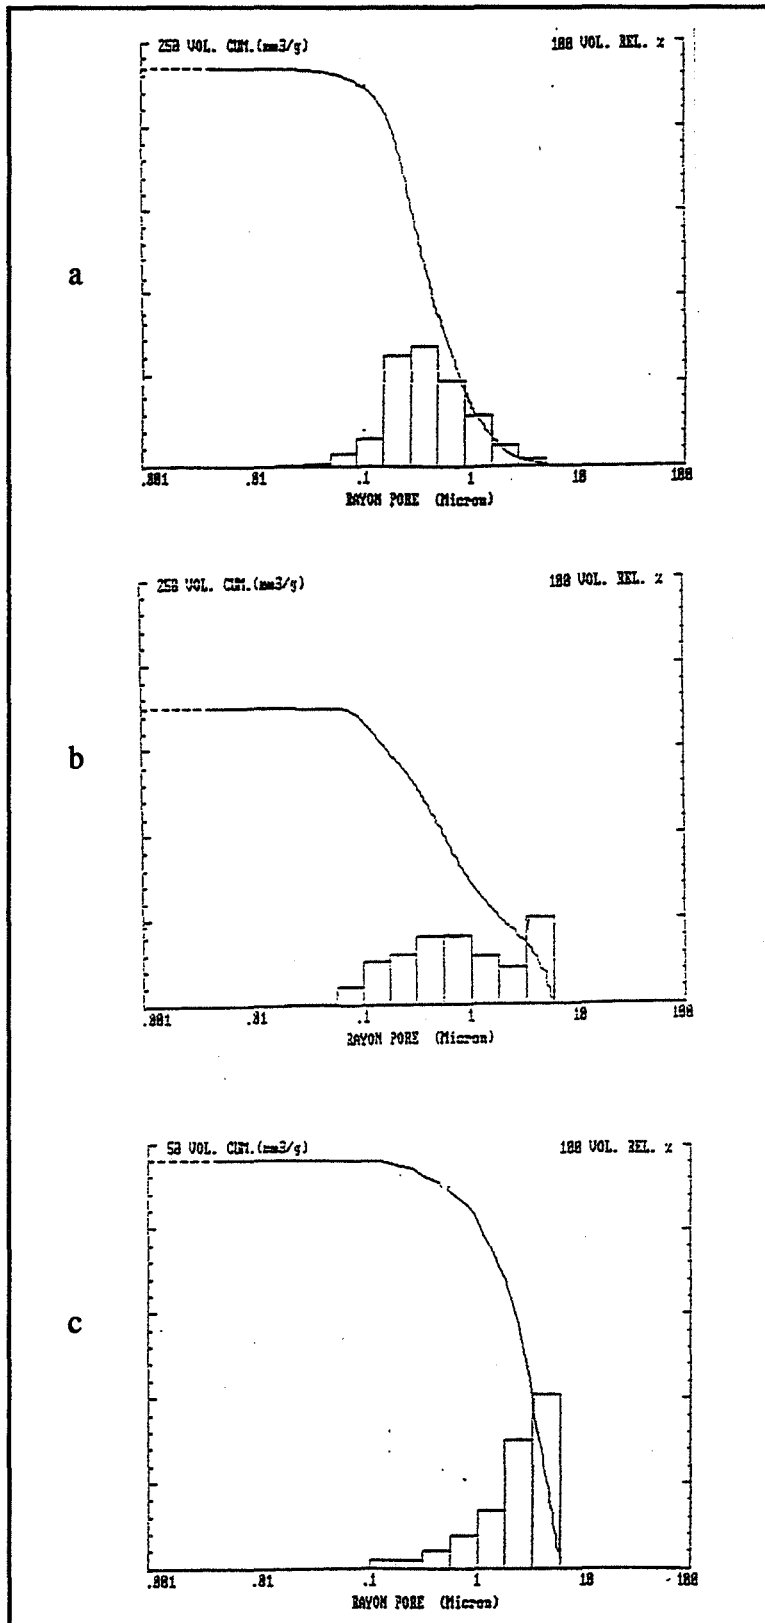 250 VOL. CUM.(mm3/g) 100 VOL. REL. %
a
.001 .01 .1 1 10 100
RAYON PORE (Micron)
250 VOL. CUM.(mm3/g) 100 VOL. REL. %
b
.001 .01 .1 1 10 100
RAYON PORE (Micron)
50 VOL. CUM.(mm3/g) 100 VOL. REL. %
c
.001 .01 .1 1 10 100
RAYON PORE (Micron)